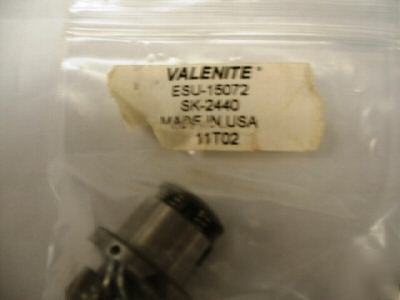 VALENITE®
ESU-15072
SK-2440
MADE IN USA
11T02